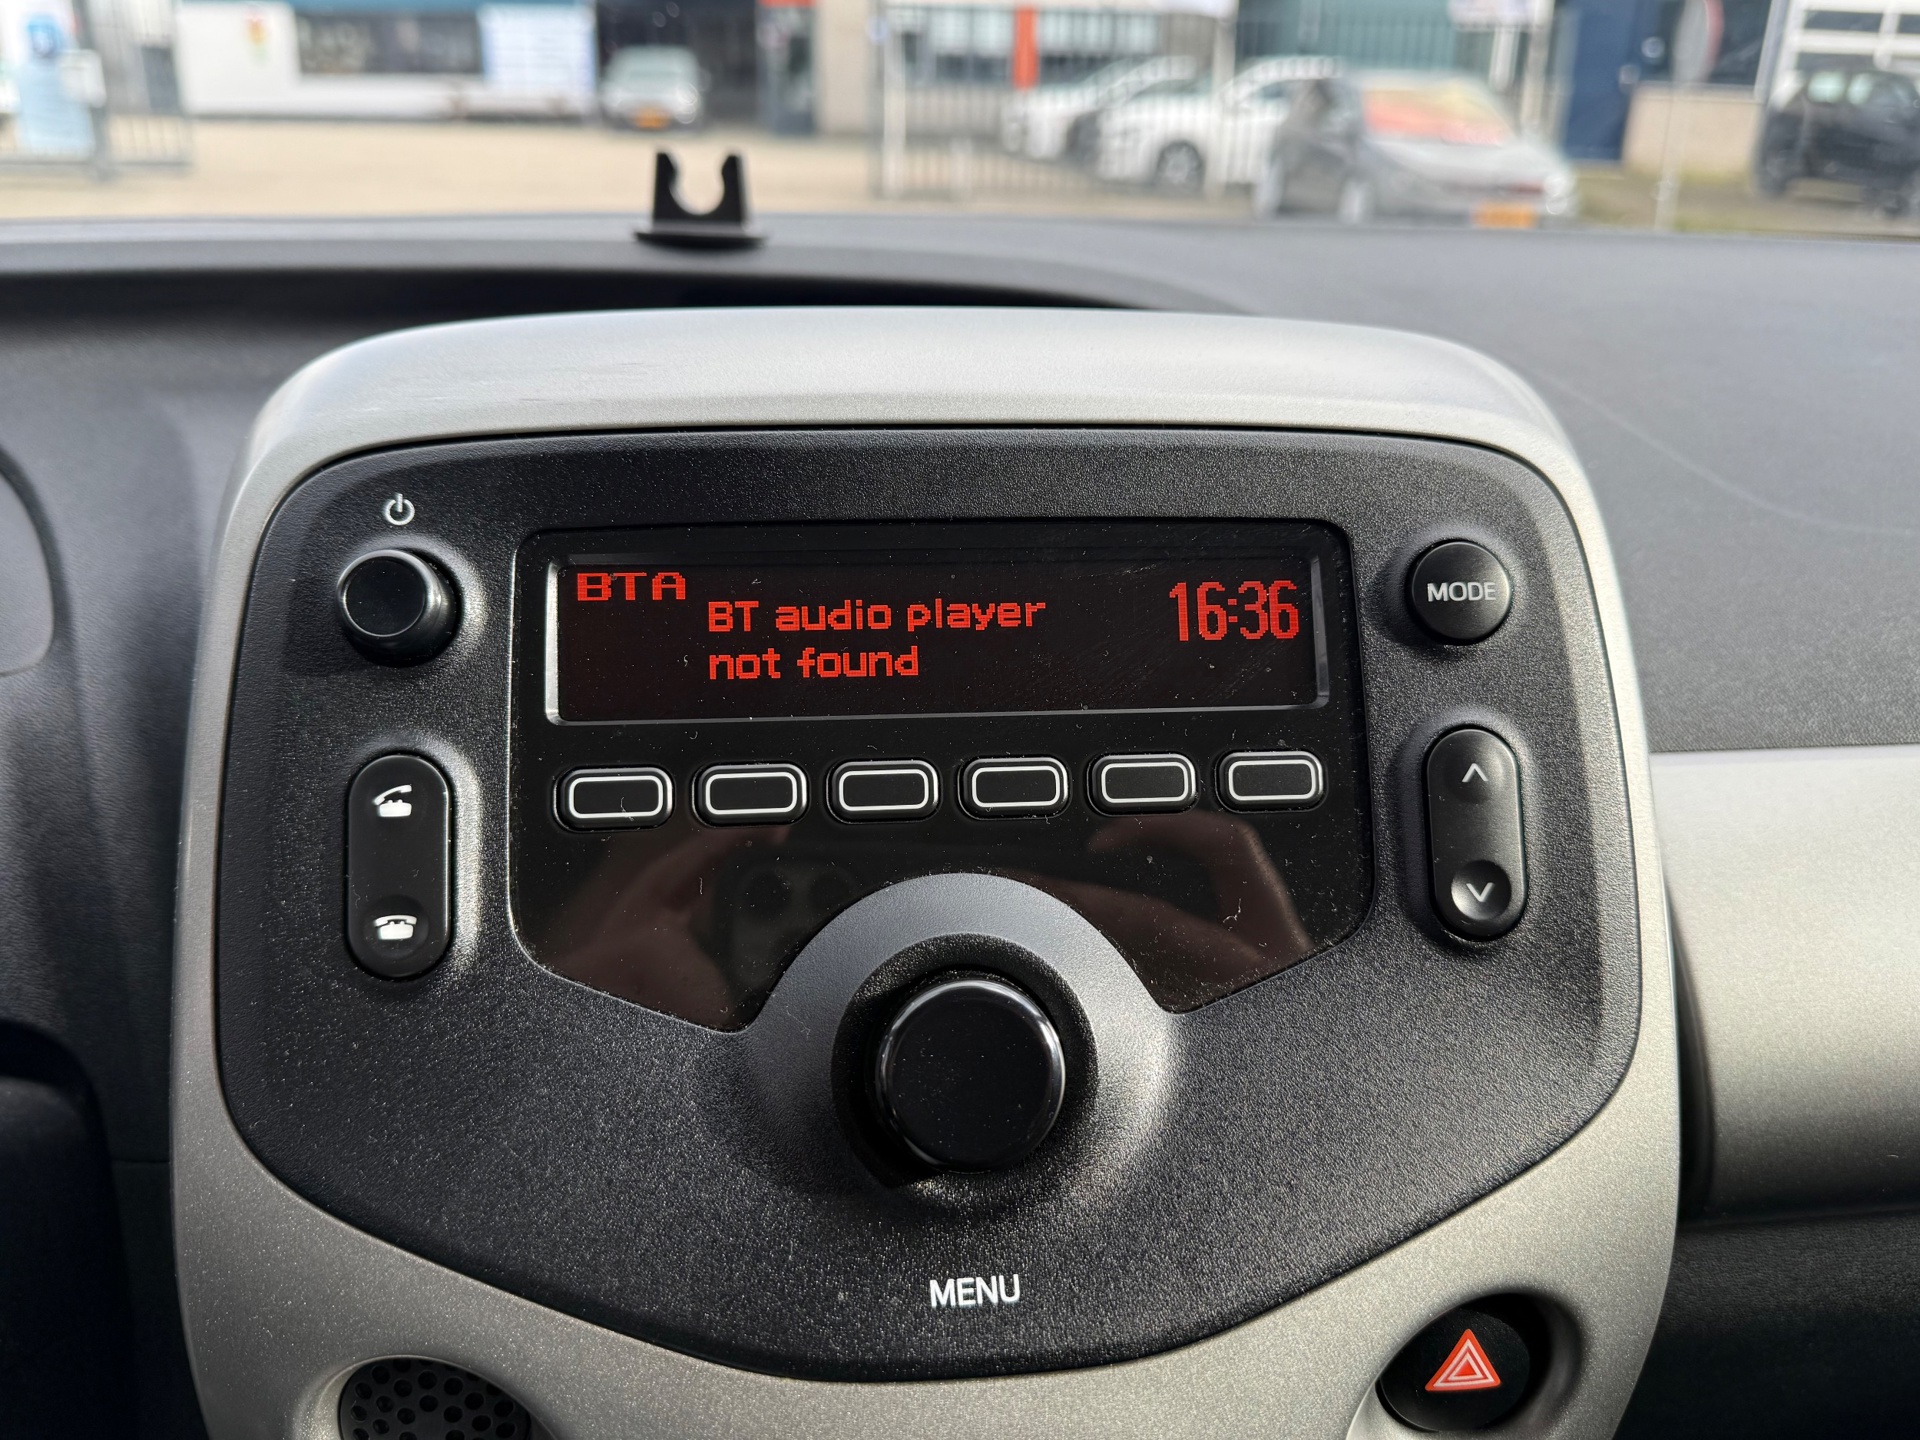 BTA
BT audio player
not found
16:36
MODE
MENU